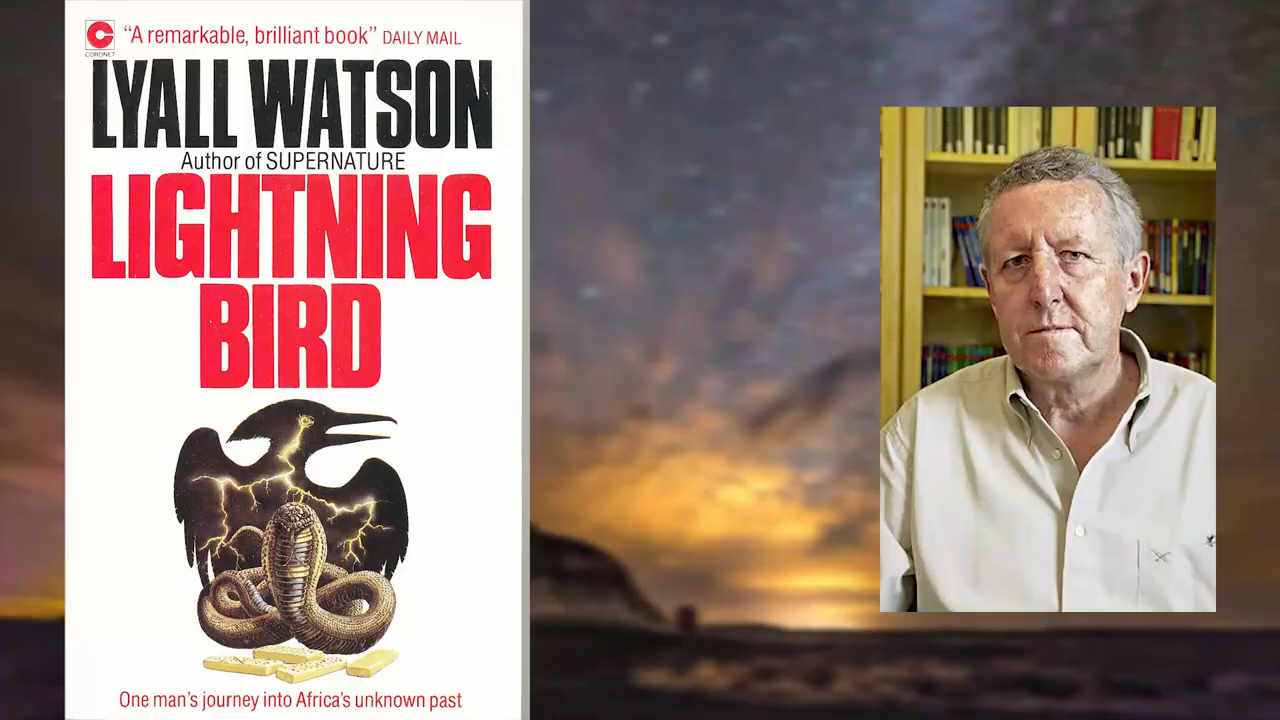 “A remarkable, brilliant book” DAILY MAIL
CORONET
LYALL WATSON
Author of SUPERNATURE
LIGHTNING
BIRD
One man’s journey into Africa’s unknown past